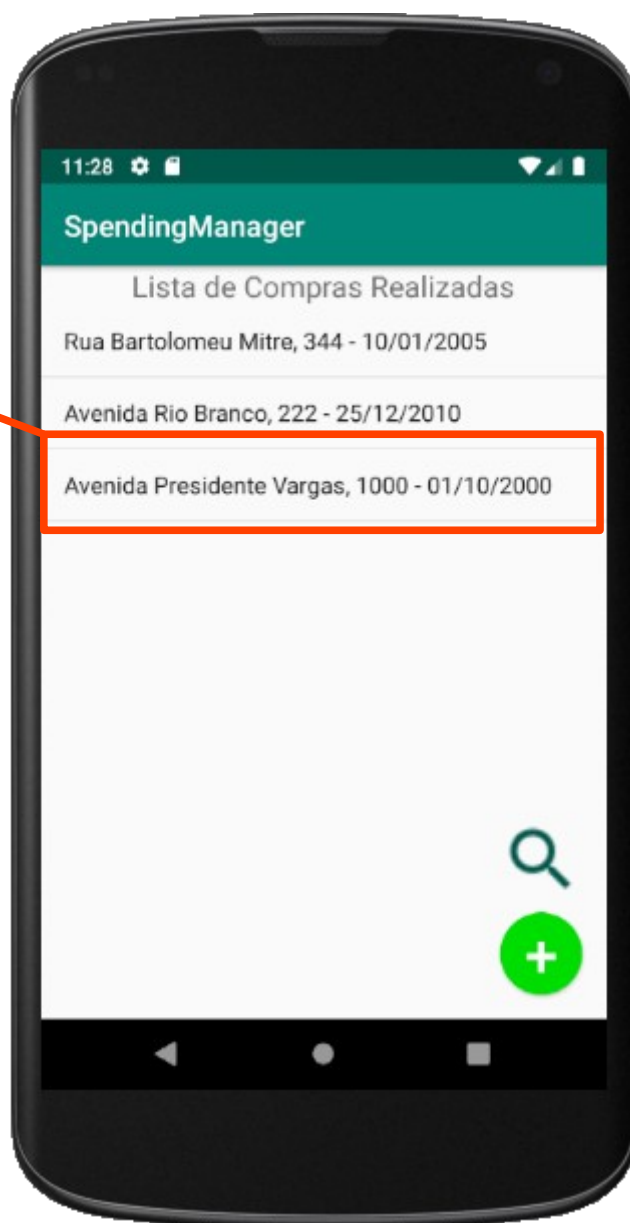 11:28
SpendingManager
Lista de Compras Realizadas
Rua Bartolomeu Mitre, 344 - 10/01/2005
Avenida Rio Branco, 222 - 25/12/2010
Avenida Presidente Vargas, 1000 - 01/10/2000